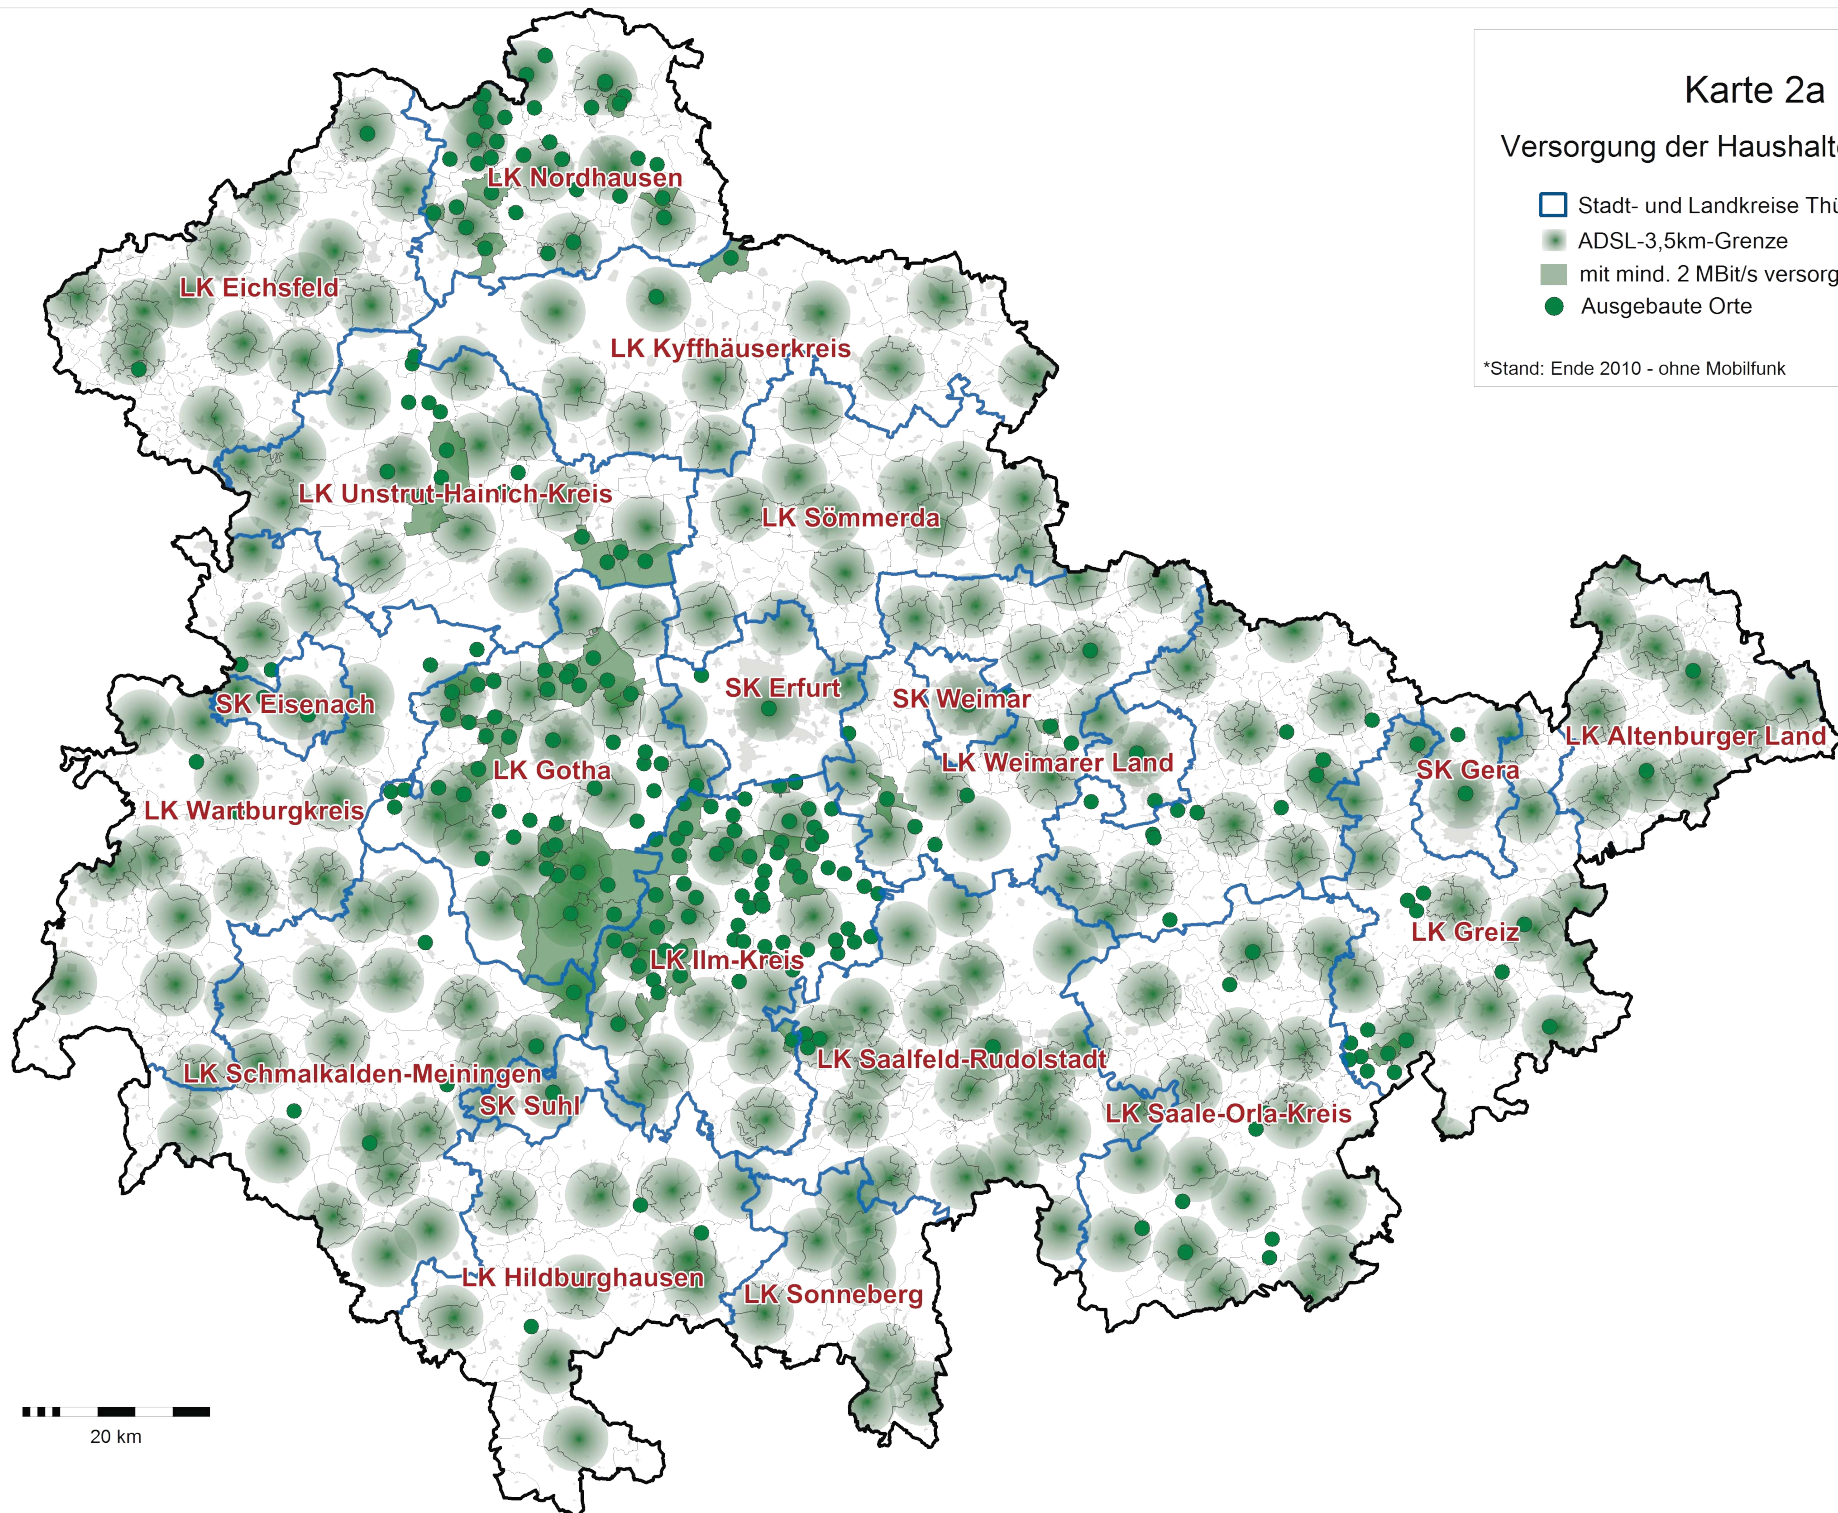 Karte 2a
Versorgung der Haushalte
Stadt- und Landkreise Thü
ADSL-3,5km-Grenze
mit mind. 2 MBit/s versorg
Ausgebaute Orte
*Stand: Ende 2010 - ohne Mobilfunk
LK Nordhausen
LK Eichsfeld
LK Kyffhäuserkreis
LK Unstrut-Hainich-Kreis
LK Sömmerda
SK Erfurt
SK Weimar
SK Eisenach
LK Altenburger Land
LK Weimarer Land
LK Gotha
SK Gera
LK Wartburgkreis
LK Greiz
LK Ilm-Kreis
LK Saalfeld-Rudolstadt
LK Schmalkalden-Meiningen
SK Suhl
LK Saale-Orla-Kreis
LK Hildburghausen
LK Sonneberg
20 km